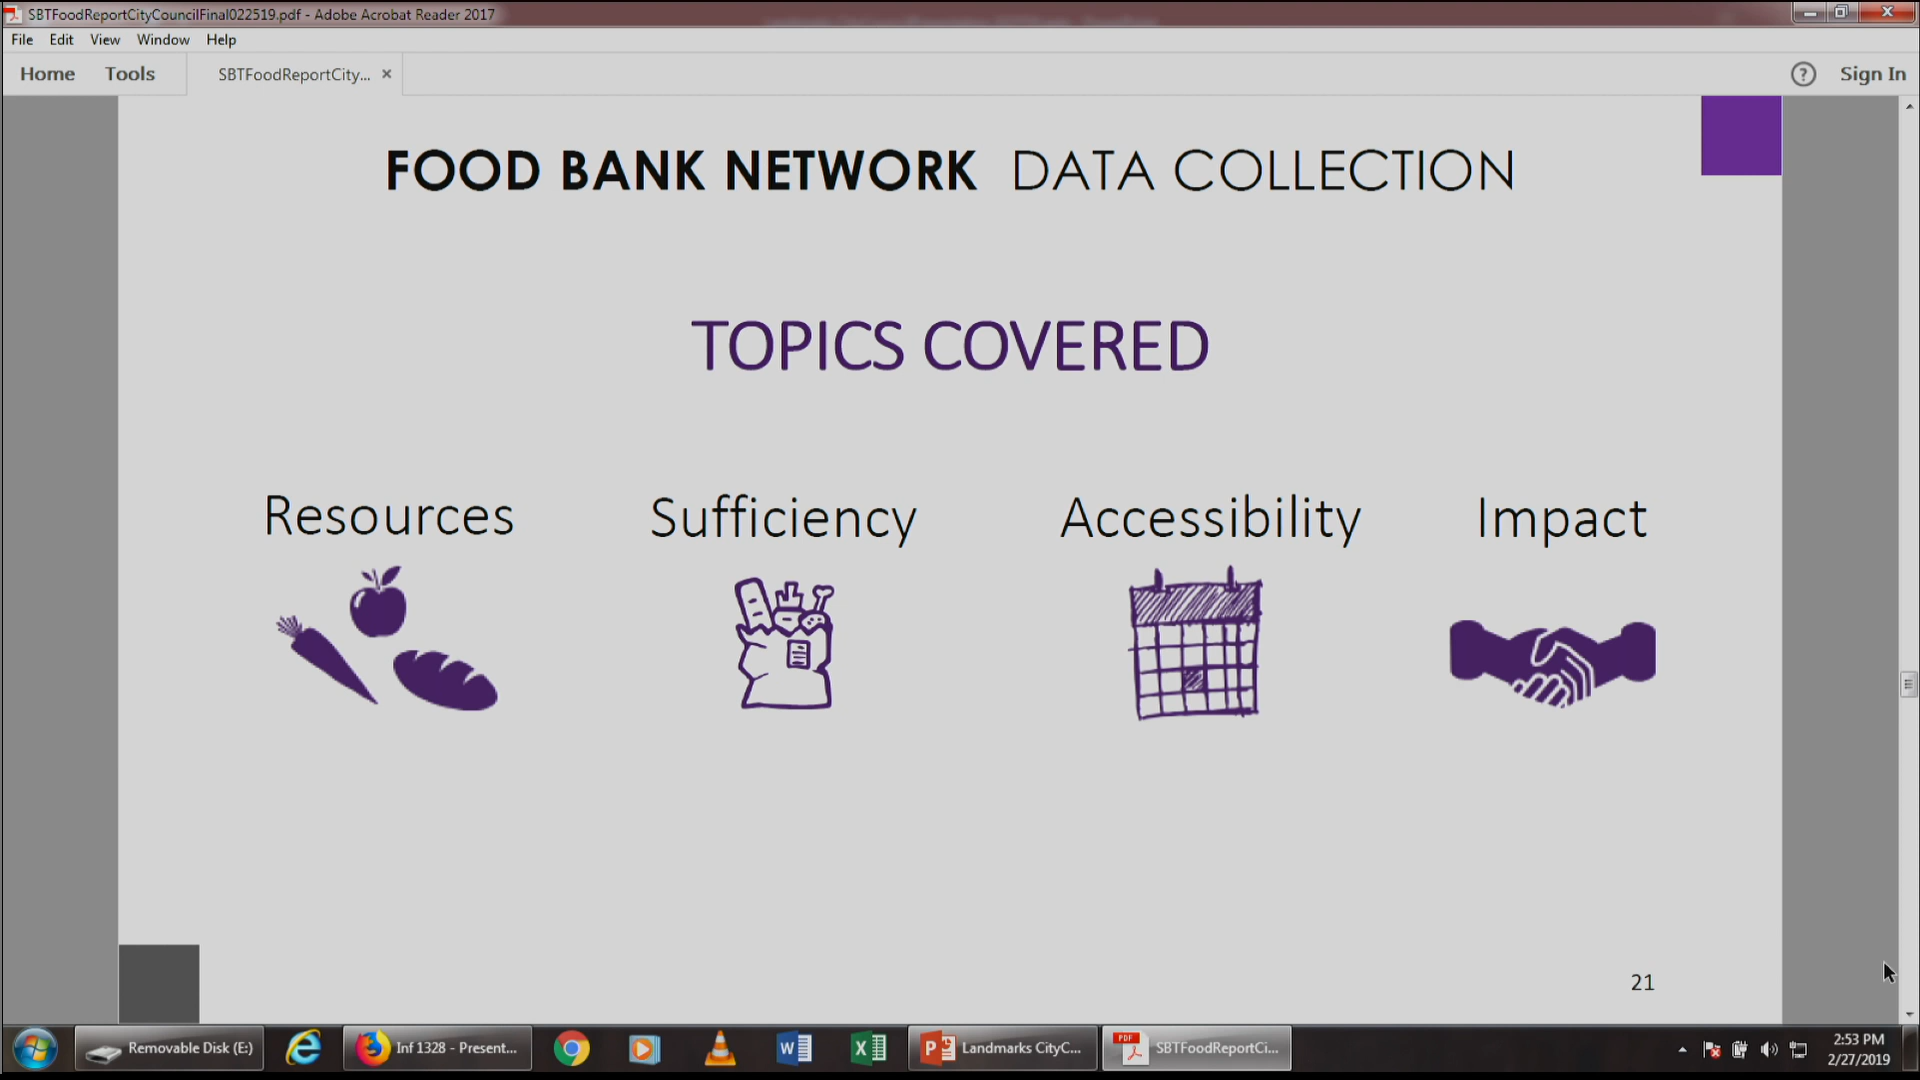 SBTFoodReportCityCouncilFinal022519.pdf - Adobe Acrobat Reader 2017
File Edit View Window Help
Home Tools SBTFoodReportCity... × ? Sign In
FOOD BANK NETWORK DATA COLLECTION
TOPICS COVERED
Resources Sufficiency Accessibility Impact
21
Removable Disk (E:) Inf 1328 - Present... Landmarks CityC... PDF SBTFoodReportCi... 2:53 PM
2/27/2019